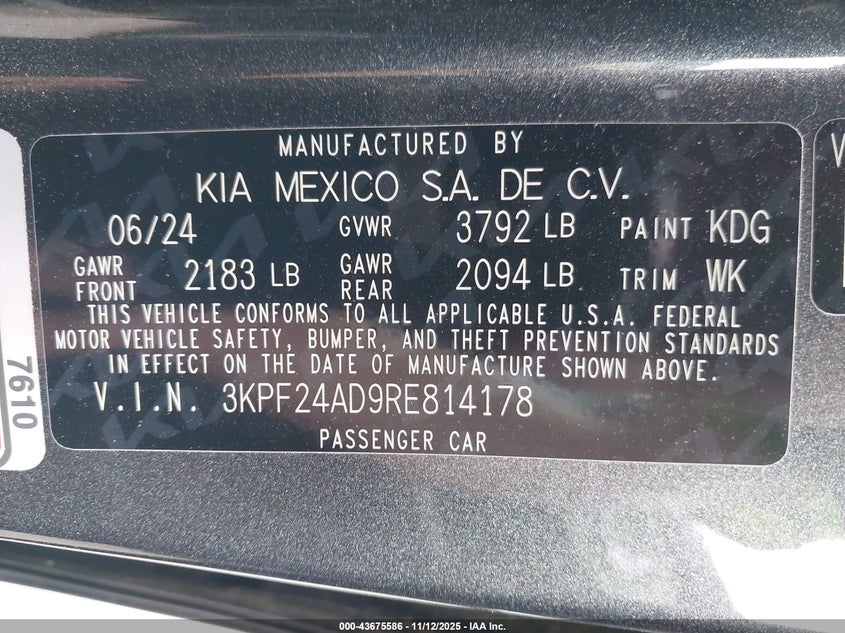 MANUFACTURED BY
KIA MEXICO S.A. DE C.V.
06/24 GVWR 3792 LB PAINT KDG
GAWR FRONT 2183 LB GAWR REAR 2094 LB TRIM WK
THIS VEHICLE CONFORMS TO ALL APPLICABLE U.S.A. FEDERAL
MOTOR VEHICLE SAFETY, BUMPER, AND THEFT PREVENTION STANDARDS
IN EFFECT ON THE DATE OF MANUFACTURE SHOWN ABOVE.
V.I.N. 3KPF24AD9RE814178
PASSENGER CAR
7610
V
000-43675586 - 11/12/2025 - IAA Inc.